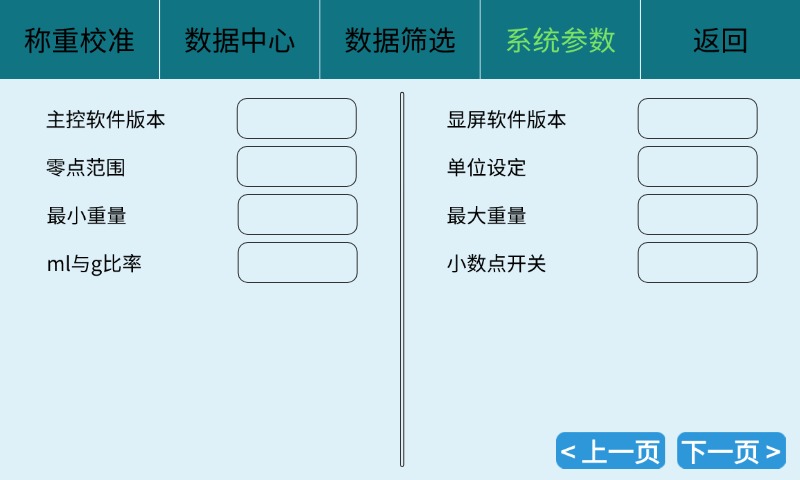 称重校准
数据中心
数据筛选
系统参数
返回
主控软件版本
零点范围
最小重量
ml与g比率
显屏软件版本
单位设定
最大重量
小数点开关
< 上一页
下一页 >